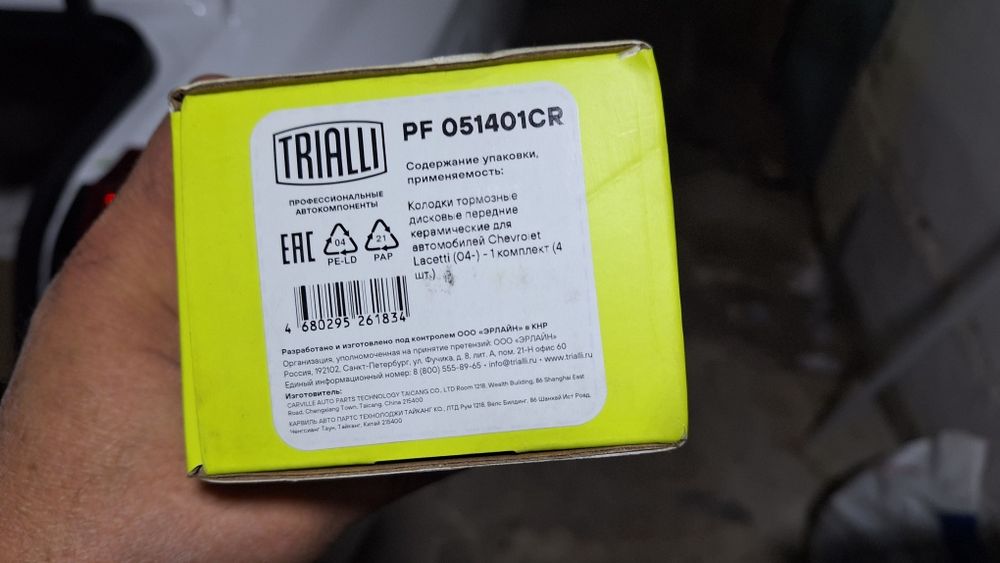 TRIALLI
ПРОФЕССИОНАЛЬНЫЕ
АВТОКОМПОНЕНТЫ
EAC
04
PE-LD
21
PAP
4 680295 261834
PF 051401CR
Содержание упаковки,
применяемость:
Колодки тормозные
дисковые передние
керамические для
автомобилей Chevrolet
Lacetti (04-) - 1 комплект (4
шт.)
Разработано и изготовлено под контролем ООО «ЭРЛАЙН» в КНР
Организация, уполномоченная на принятие претензий: ООО «ЭРЛАЙН»
Россия, 192102, Санкт-Петербург, ул. Фучика, д. 8, лит. А, пом. 21-Н офис 60
Единый информационный номер: 8 (800) 555-89-65 • info@trialli.ru • www.trialli.ru
Изготовитель:
CARVILLE AUTO PARTS TECHNOLOGY TAICANG CO., LTD Room 1218, Wealth Building, 86 Shanghai East
Road, Chengxiang Town, Taicang, China 215400
КАРВИЛЬ АВТО ПАРТС ТЕХНОЛОДЖИ ТАЙКАНГ КО., ЛТД Рум 1218, Велс Билдинг, 86 Шанхай Ист Роад,
Ченгсианг Таун, Тайканг, Китай 215400